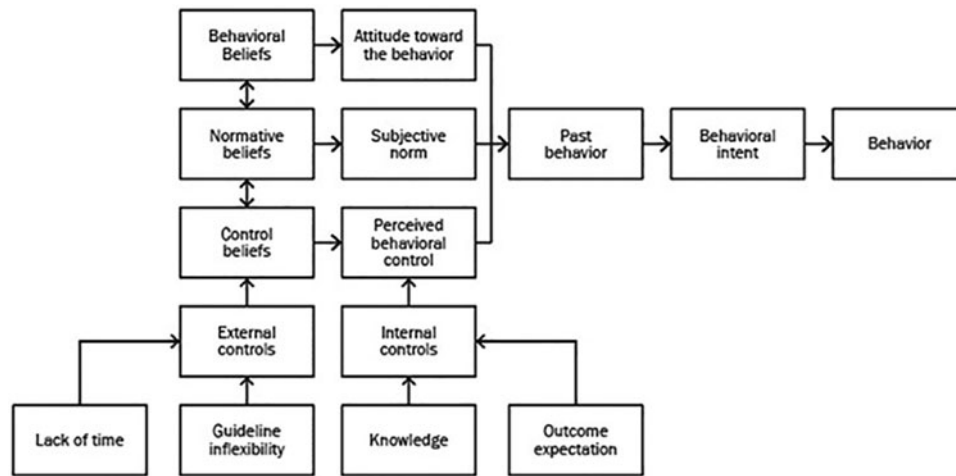 Behavioral
Beliefs
Attitude toward
the behavior
Normative
beliefs
Subjective
norm
Past
behavior
Behavioral
intent
Behavior
Control
beliefs
Perceived
behavioral
control
External
controls
Internal
controls
Lack of time
Guideline
inflexibility
Knowledge
Outcome
expectation